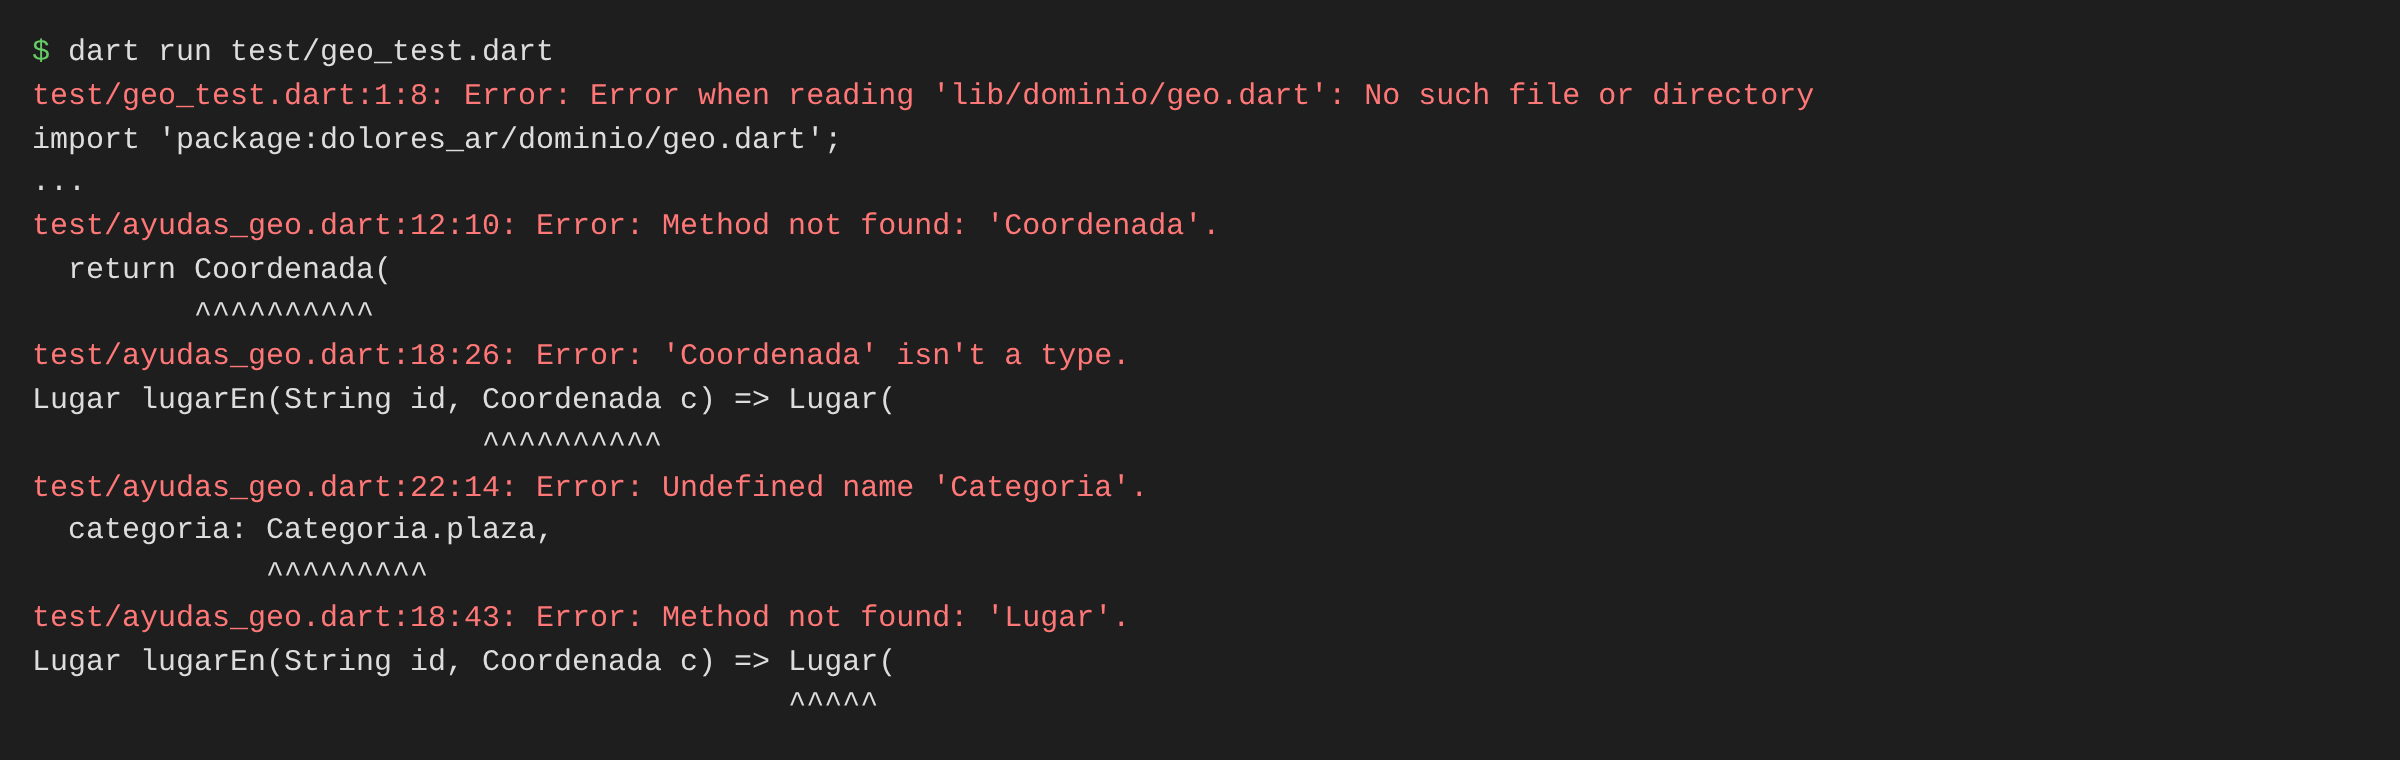 $ dart run test/geo_test.dart
test/geo_test.dart:1:8: Error: Error when reading 'lib/dominio/geo.dart': No such file or directory
import 'package:dolores_ar/dominio/geo.dart';
...
test/ayudas_geo.dart:12:10: Error: Method not found: 'Coordenada'.
  return Coordenada(
         ^^^^^^^^^^
test/ayudas_geo.dart:18:26: Error: 'Coordenada' isn't a type.
Lugar lugarEn(String id, Coordenada c) => Lugar(
                         ^^^^^^^^^^
test/ayudas_geo.dart:22:14: Error: Undefined name 'Categoria'.
  categoria: Categoria.plaza,
             ^^^^^^^^^
test/ayudas_geo.dart:18:43: Error: Method not found: 'Lugar'.
Lugar lugarEn(String id, Coordenada c) => Lugar(
                                          ^^^^^